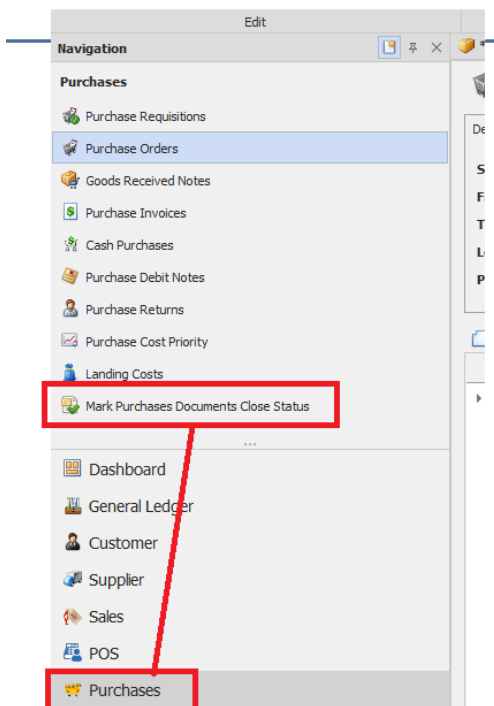 Edit
Navigation
Purchases
Purchase Requisitions
Purchase Orders
Goods Received Notes
Purchase Invoices
Cash Purchases
Purchase Debit Notes
Purchase Returns
Purchase Cost Priority
Landing Costs
Mark Purchases Documents Close Status
...
Dashboard
General Ledger
Customer
Supplier
Sales
POS
Purchases